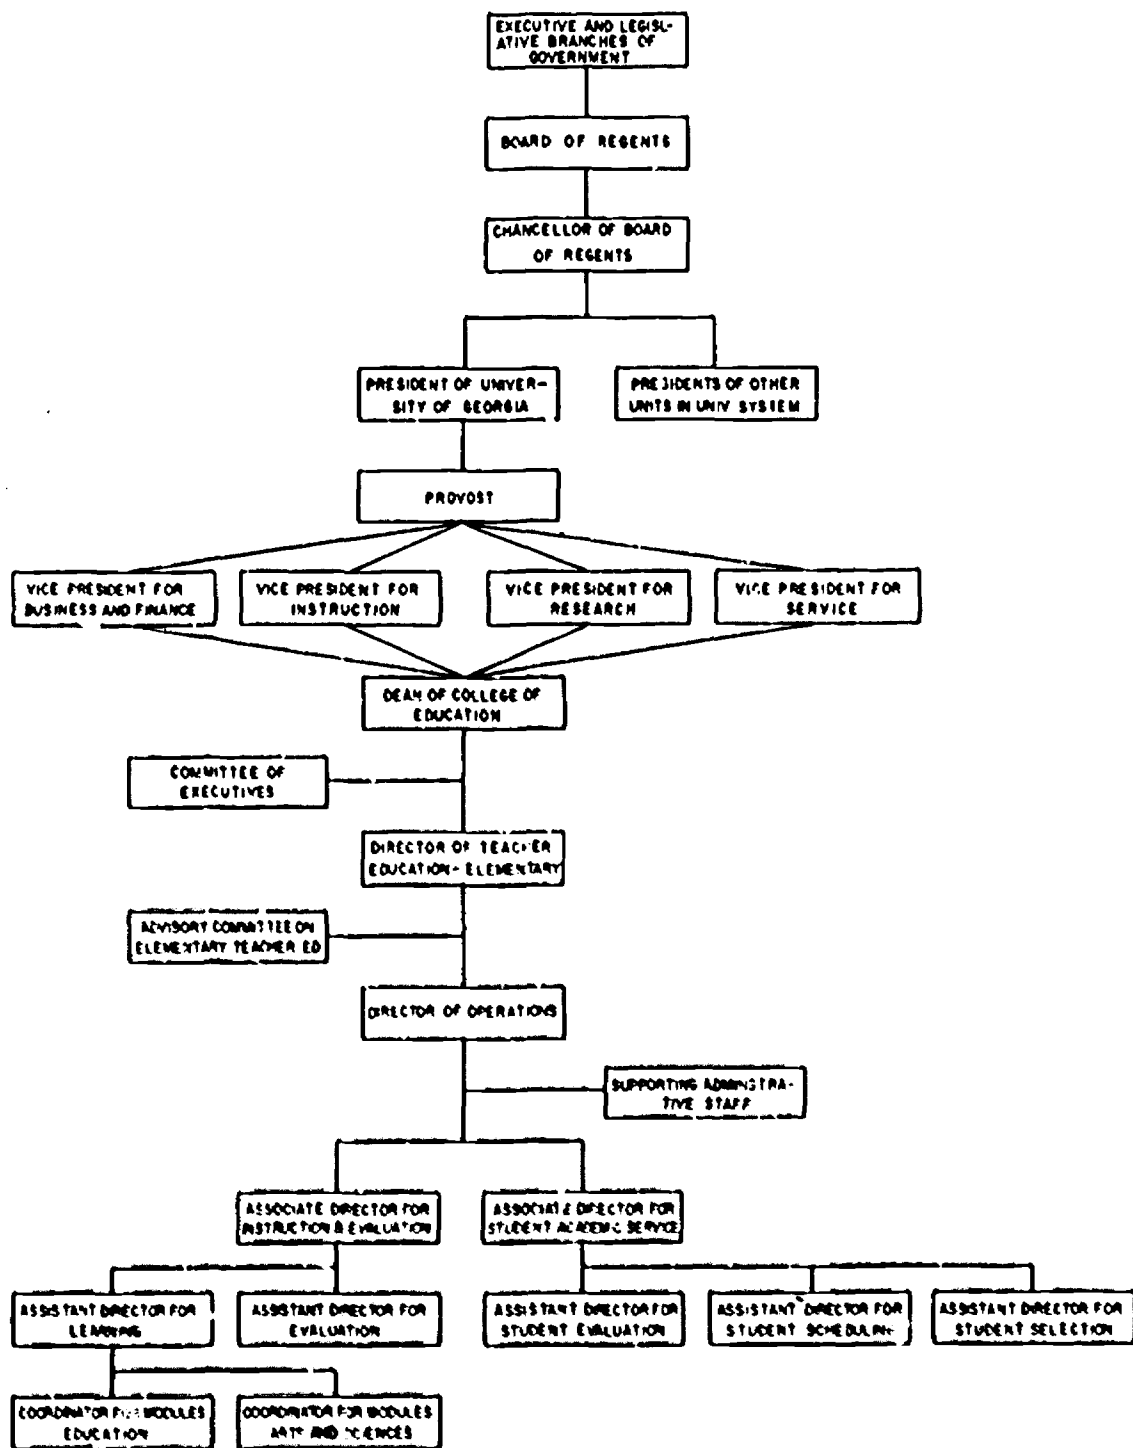 EXECUTIVE AND LEGISL-
ATIVE BRANCHES OF
GOVERNMENT
BOARD OF REGENTS
CHANCELLOR OF BOARD
OF REGENTS
PRESIDENT OF UNIVER-
SITY OF GEORGIA
PRESIDENTS OF OTHER
UNITS IN UNIV SYSTEM
PROVOST
VICE PRESIDENT FOR
BUSINESS AND FINANCE
VICE PRESIDENT FOR
INSTRUCTION
VICE PRESIDENT FOR
RESEARCH
VICE PRESIDENT FOR
SERVICE
DEAN OF COLLEGE OF
EDUCATION
COMMITTEE OF
EXECUTIVES
DIRECTOR OF TEACHER
EDUCATION- ELEMENTARY
ADVISORY COMMITTEE ON
ELEMENTARY TEACHER ED
DIRECTOR OF OPERATIONS
SUPPORTING ADMINISTRA-
TIVE STAFF
ASSOCIATE DIRECTOR FOR
INSTRUCTION & EVALUATION
ASSOCIATE DIRECTOR FOR
STUDENT ACADEMIC SERVICE
ASSISTANT DIRECTOR FOR
LEARNING
ASSISTANT DIRECTOR FOR
EVALUATION
ASSISTANT DIRECTOR FOR
STUDENT EVALUATION
ASSISTANT DIRECTOR FOR
STUDENT SCHEDULING
ASSISTANT DIRECTOR FOR
STUDENT SELECTION
COORDINATOR FOR MODULES
EDUCATION
COORDINATOR FOR MODULES
ARTS AND SCIENCES